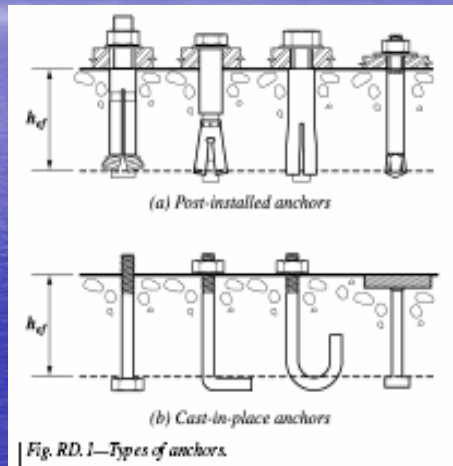 hef
(a) Post-installed anchors
hef
(b) Cast-in-place anchors
Fig. RD.1—Types of anchors.